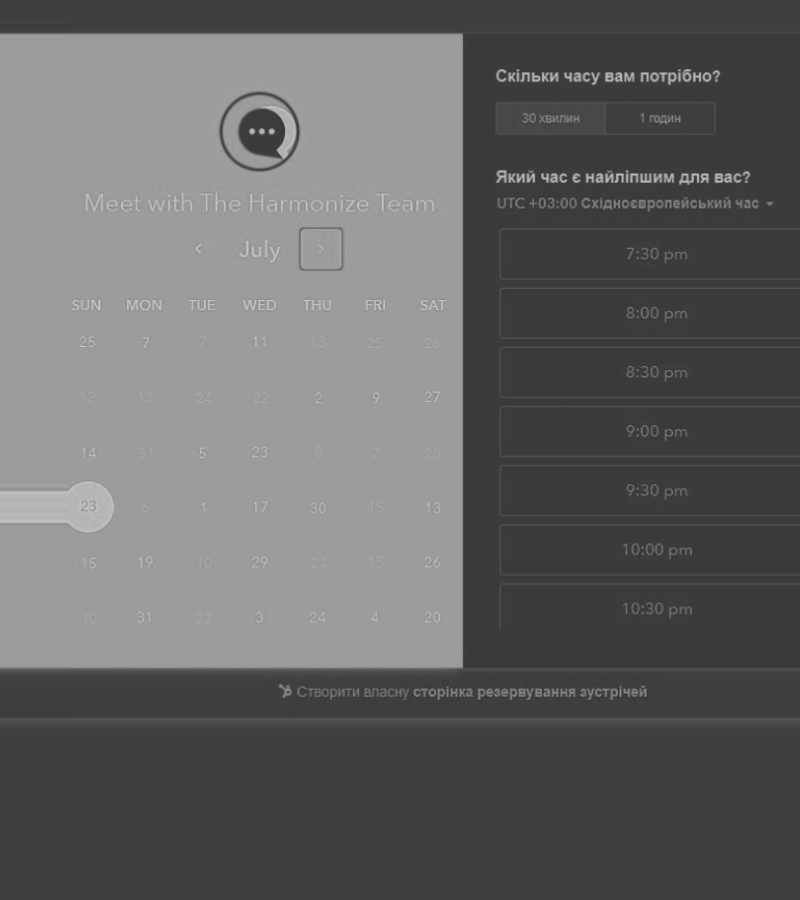 Meet with The Harmonize Team
July
SUN MON TUE WED THU FRI SAT
25 7 7 11 13 25 26
12 13 24 22 2 9 27
14 31 5 23 2 28
23 6 1 17 30 15 13
15 19 10 29 24 15 26
10 31 22 3 24 4 20
Скільки часу вам потрібно?
30 хвилин 1 годин
Який час є найліпшим для вас?
UTC +03:00 Східноєвропейський час
7:30 pm
8:00 pm
8:30 pm
9:00 pm
9:30 pm
10:00 pm
10:30 pm
Створити власну сторінка резервування зустрічей